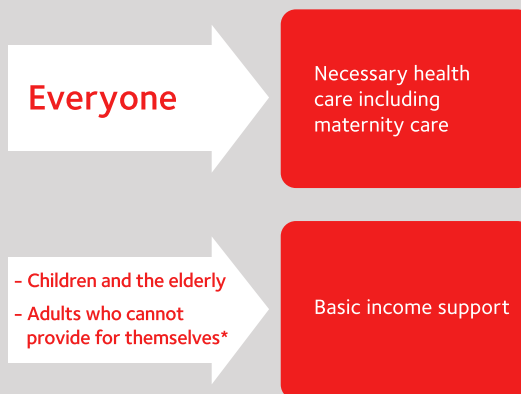 Everyone
Necessary health
care including
maternity care
- Children and the elderly
- Adults who cannot
provide for themselves*
Basic income support